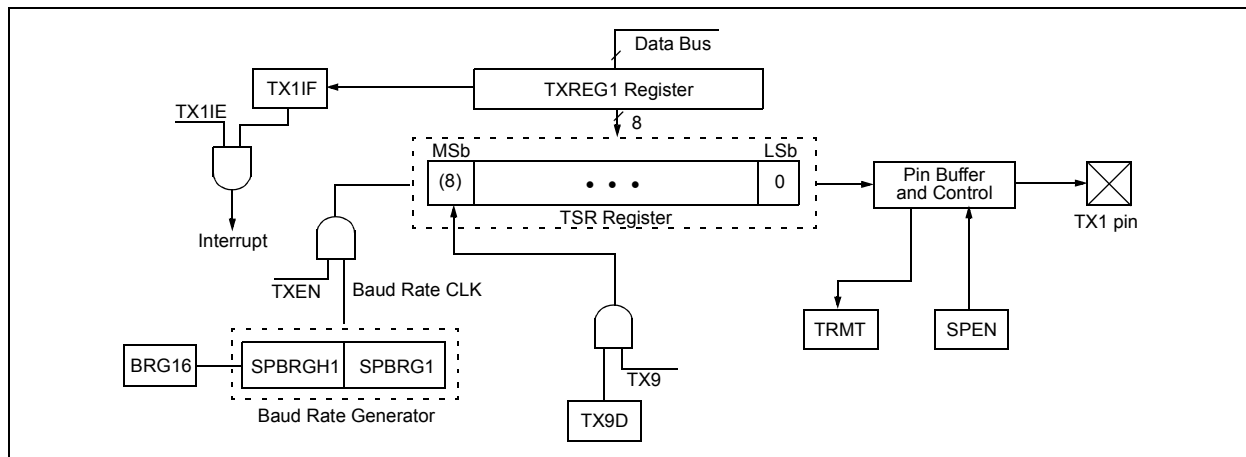 Data Bus
TXREG1 Register
TX1IF
TX1IE
8
MSb
LSb
(8)
• • •
0
TSR Register
Pin Buffer
and Control
TX1 pin
Interrupt
TXEN
Baud Rate CLK
TRMT
SPEN
BRG16
SPBRGH1
SPBRG1
TX9
Baud Rate Generator
TX9D